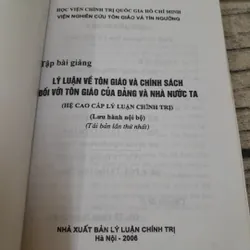 HỌC VIỆN CHÍNH TRỊ QUỐC GIA HỒ CHÍ MINH
VIỆN NGHIÊN CỨU TÔN GIÁO VÀ TÍN NGƯỠNG
Tập bài giảng
LÝ LUẬN VỀ TÔN GIÁO VÀ CHÍNH SÁCH
ĐỐI VỚI TÔN GIÁO CỦA ĐẢNG VÀ NHÀ NƯỚC TA
(HỆ CAO CẤP LÝ LUẬN CHÍNH TRỊ)
(Lưu hành nội bộ)
(Tái bản lần thứ nhất)
NHÀ XUẤT BẢN LÝ LUẬN CHÍNH TRỊ
Hà Nội - 2006